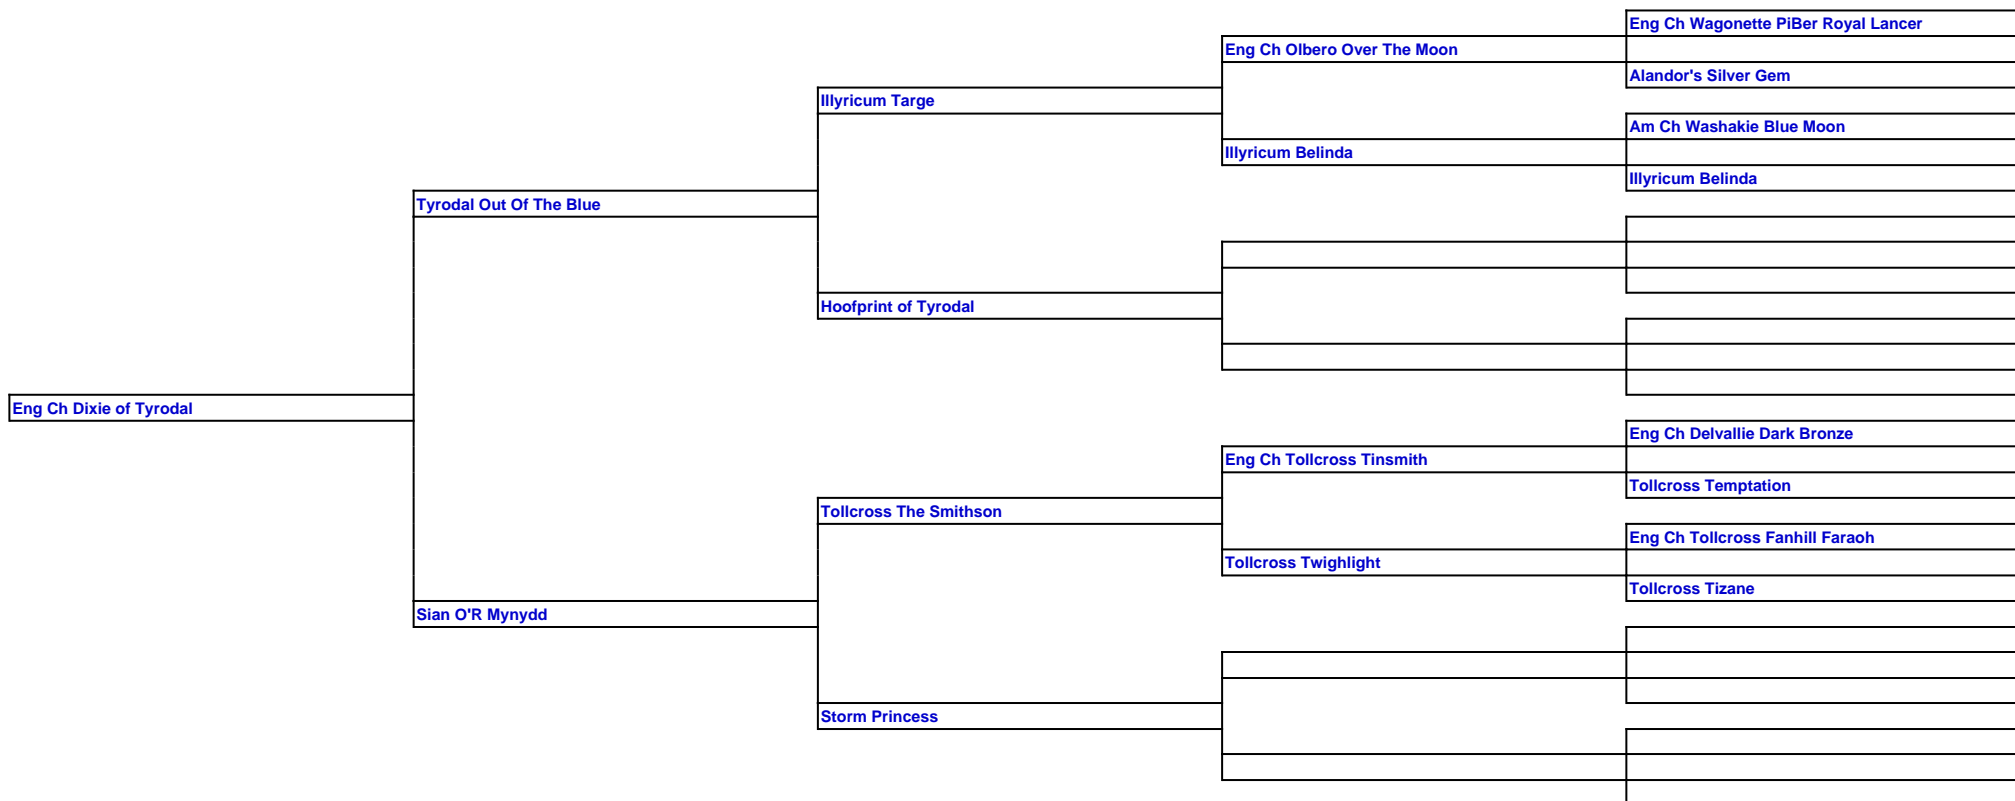 Eng Ch Wagonette PiBer Royal Lancer
Eng Ch Olbero Over The Moon
Alandor's Silver Gem
Illyricum Targe
Am Ch Washakie Blue Moon
Illyricum Belinda
Illyricum Belinda
Tyrodal Out Of The Blue
Hoofprint of Tyrodal
Eng Ch Dixie of Tyrodal
Eng Ch Delvallie Dark Bronze
Eng Ch Tollcross Tinsmith
Tollcross Temptation
Tollcross The Smithson
Eng Ch Tollcross Fanhill Faraoh
Tollcross Twighlight
Tollcross Tizane
Sian O'R Mynydd
Storm Princess